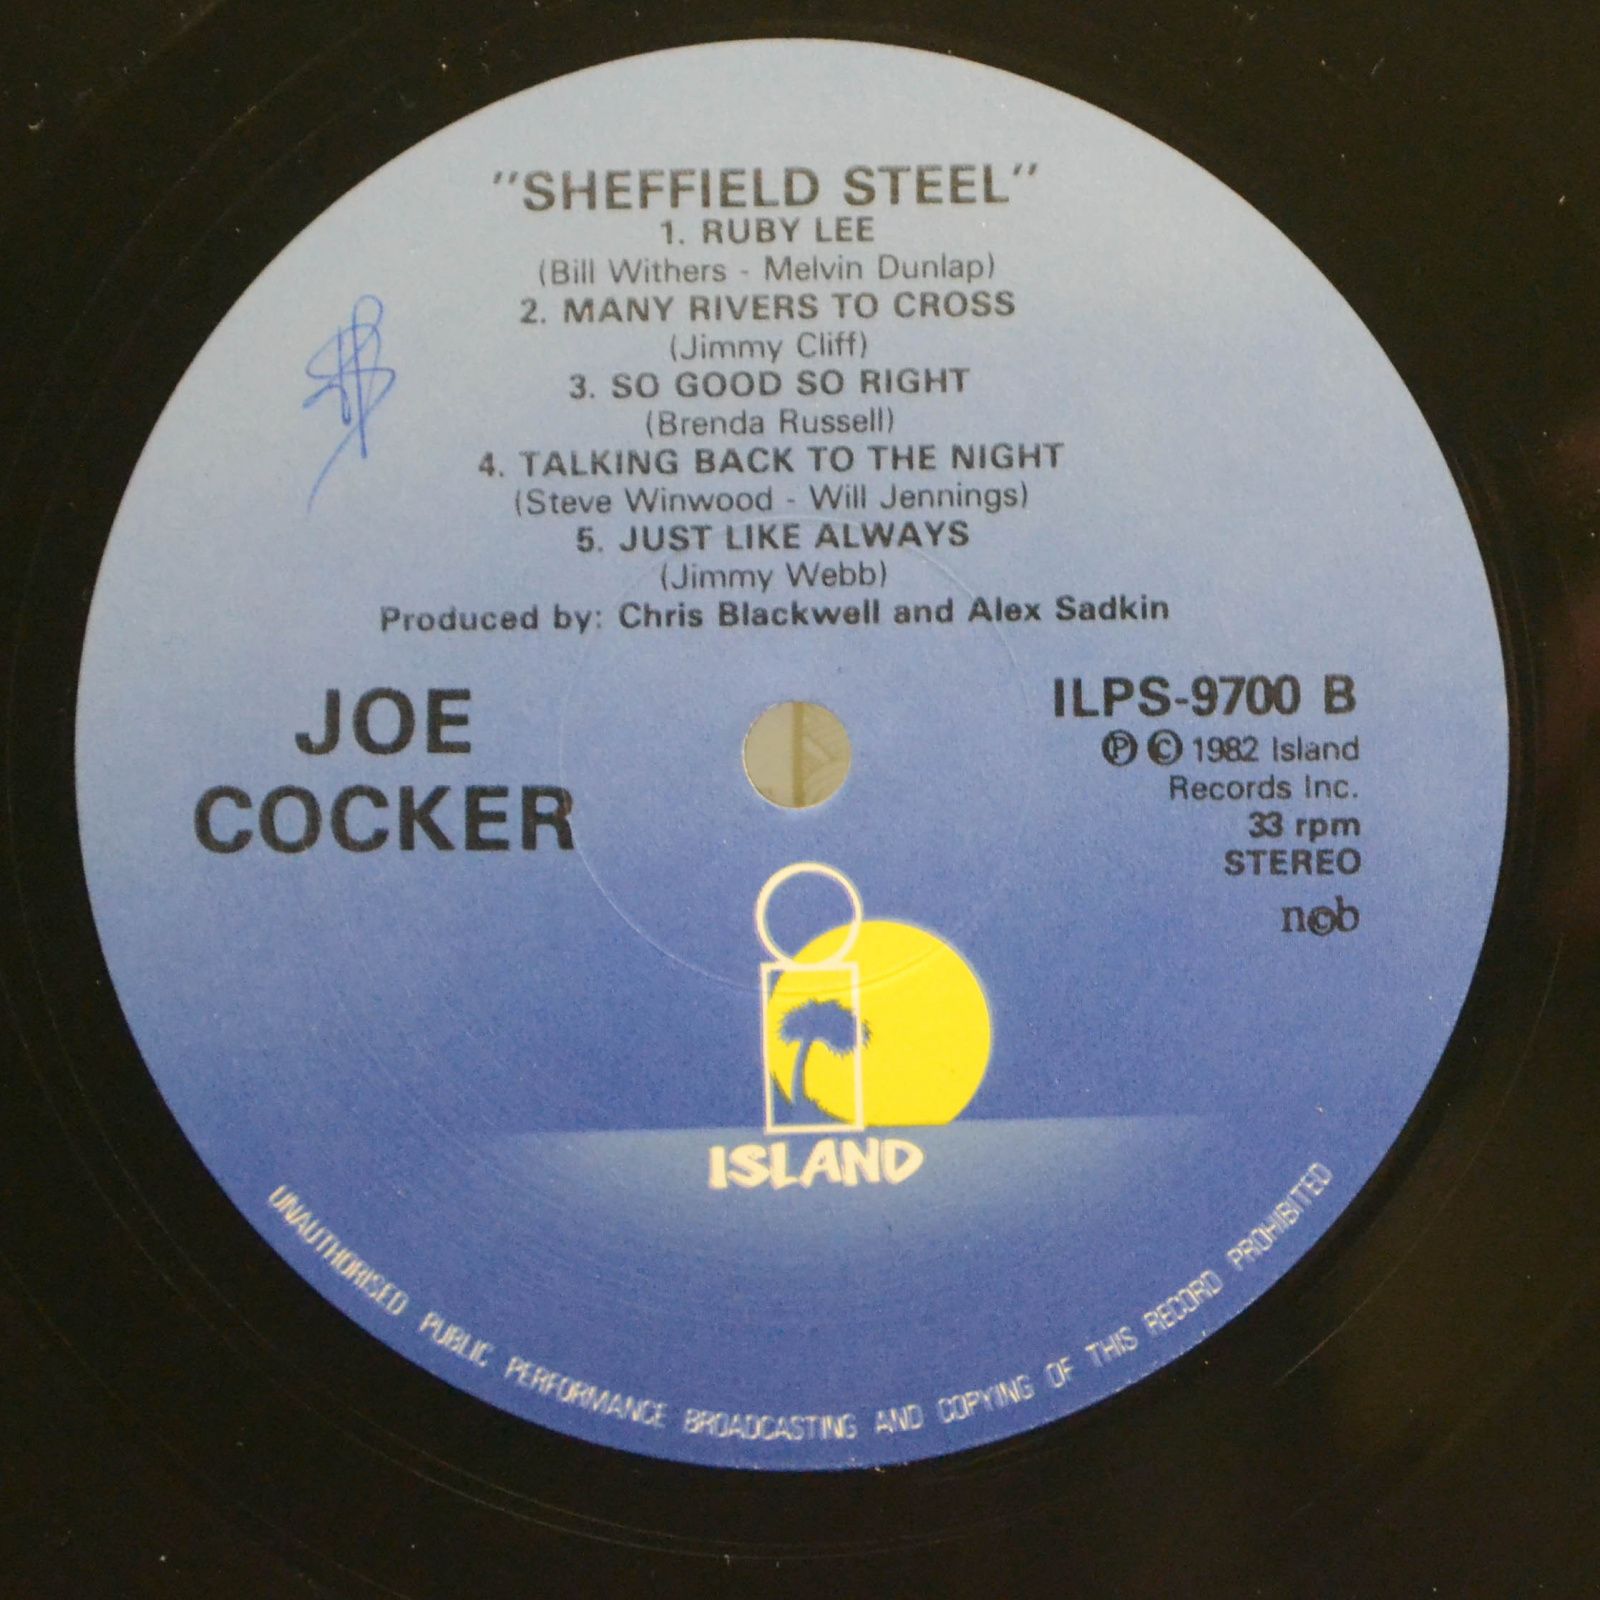 "SHEFFIELD STEEL"
1. RUBY LEE
(Bill Withers - Melvin Dunlap)
2. MANY RIVERS TO CROSS
(Jimmy Cliff)
3. SO GOOD SO RIGHT
(Brenda Russell)
4. TALKING BACK TO THE NIGHT
(Steve Winwood - Will Jennings)
5. JUST LIKE ALWAYS
(Jimmy Webb)
Produced by: Chris Blackwell and Alex Sadkin
JOE
COCKER
ILPS-9700 B
℗ © 1982 Island
Records Inc.
33 rpm
STEREO
n©b
i
ISLAND
UNAUTHORISED PUBLIC PERFORMANCE BROADCASTING AND COPYING OF THIS RECORD PROHIBITED